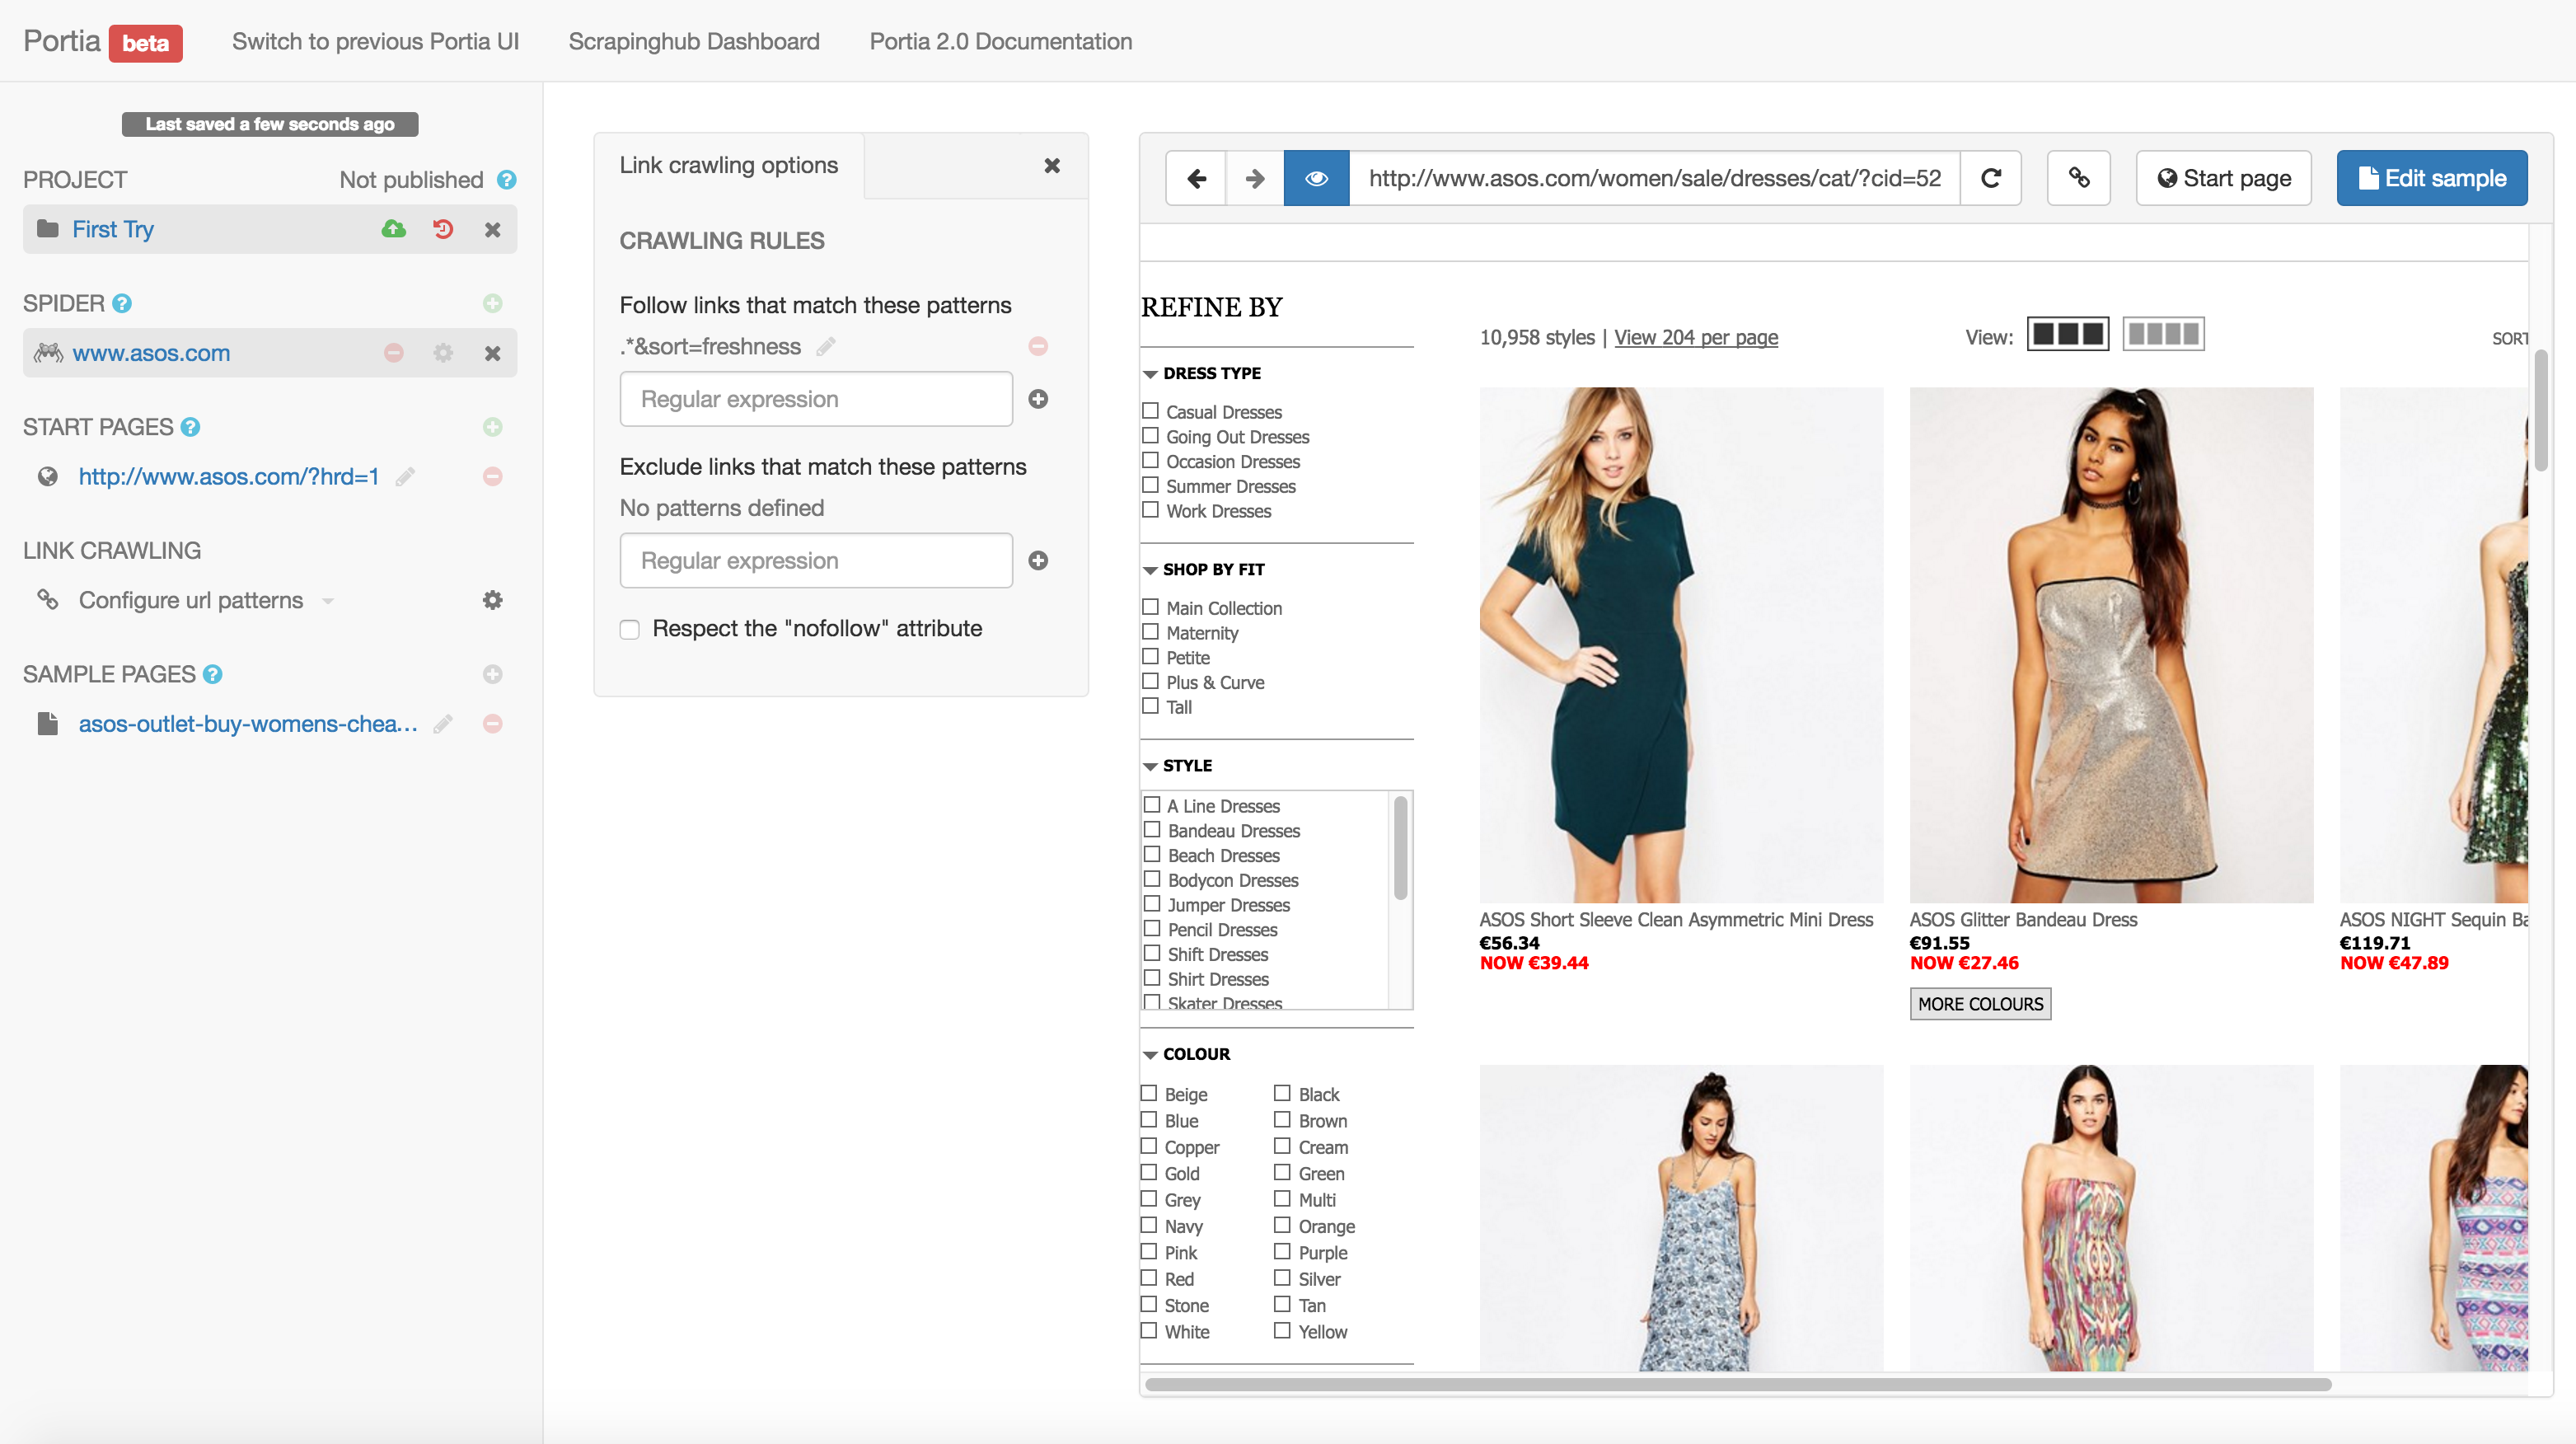 Portia beta Switch to previous Portia UI Scrapinghub Dashboard Portia 2.0 Documentation
Last saved a few seconds ago
PROJECT Not published ?
First Try
SPIDER ?
www.asos.com
START PAGES ?
http://www.asos.com/?hrd=1
LINK CRAWLING
Configure url patterns
SAMPLE PAGES ?
asos-outlet-buy-womens-chea...
Link crawling options
CRAWLING RULES
Follow links that match these patterns
.*&sort=freshness
Regular expression
Exclude links that match these patterns
No patterns defined
Regular expression
Respect the "nofollow" attribute
http://www.asos.com/women/sale/dresses/cat/?cid=52
Start page
Edit sample
REFINE BY
DRESS TYPE
Casual Dresses
Going Out Dresses
Occasion Dresses
Summer Dresses
Work Dresses
SHOP BY FIT
Main Collection
Maternity
Petite
Plus & Curve
Tall
STYLE
A Line Dresses
Bandeau Dresses
Beach Dresses
Bodycon Dresses
Jumper Dresses
Pencil Dresses
Shift Dresses
Shirt Dresses
Skater Dresses
COLOUR
Beige Black
Blue Brown
Copper Cream
Gold Green
Grey Multi
Navy Orange
Pink Purple
Red Silver
Stone Tan
White Yellow
10,958 styles | View 204 per page
View:
SORT
ASOS Short Sleeve Clean Asymmetric Mini Dress
€56.34
NOW €39.44
ASOS Glitter Bandeau Dress
€91.55
NOW €27.46
MORE COLOURS
ASOS NIGHT Sequin Ba
€119.71
NOW €47.89